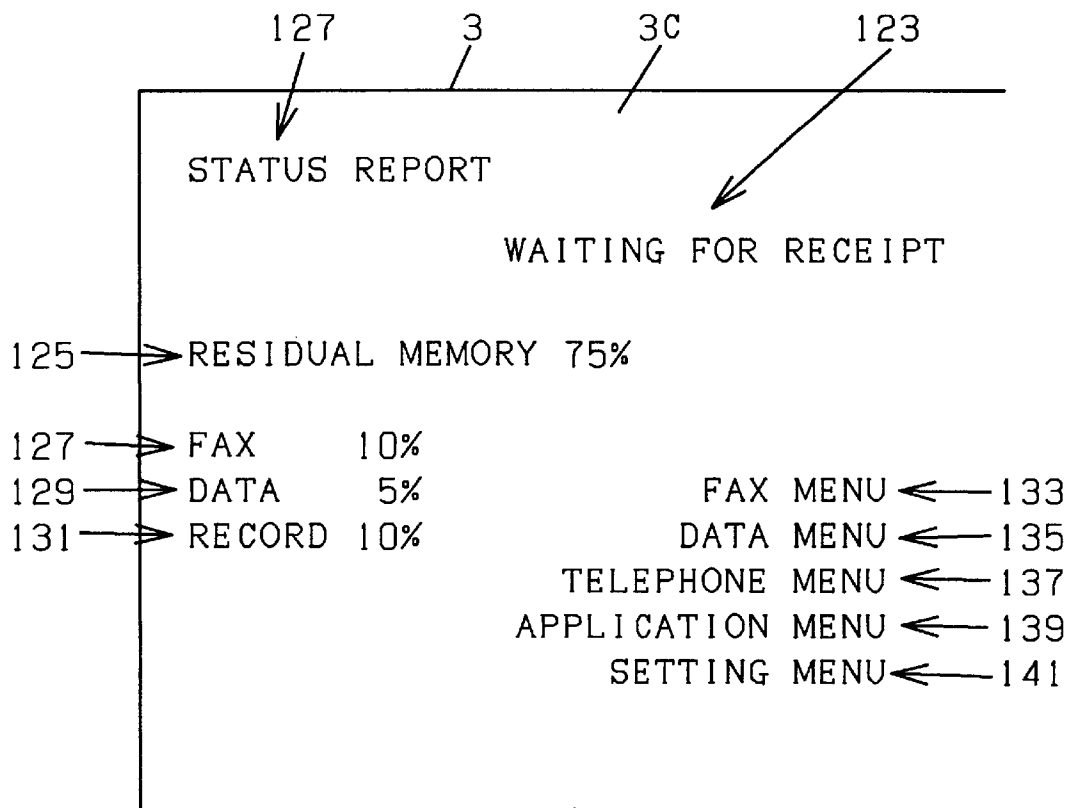 127 3 3C 123
STATUS REPORT
WAITING FOR RECEIPT
125 RESIDUAL MEMORY 75%
127 FAX 10%
129 DATA 5% FAX MENU 133
131 RECORD 10% DATA MENU 135
TELEPHONE MENU 137
APPLICATION MENU 139
SETTING MENU 141